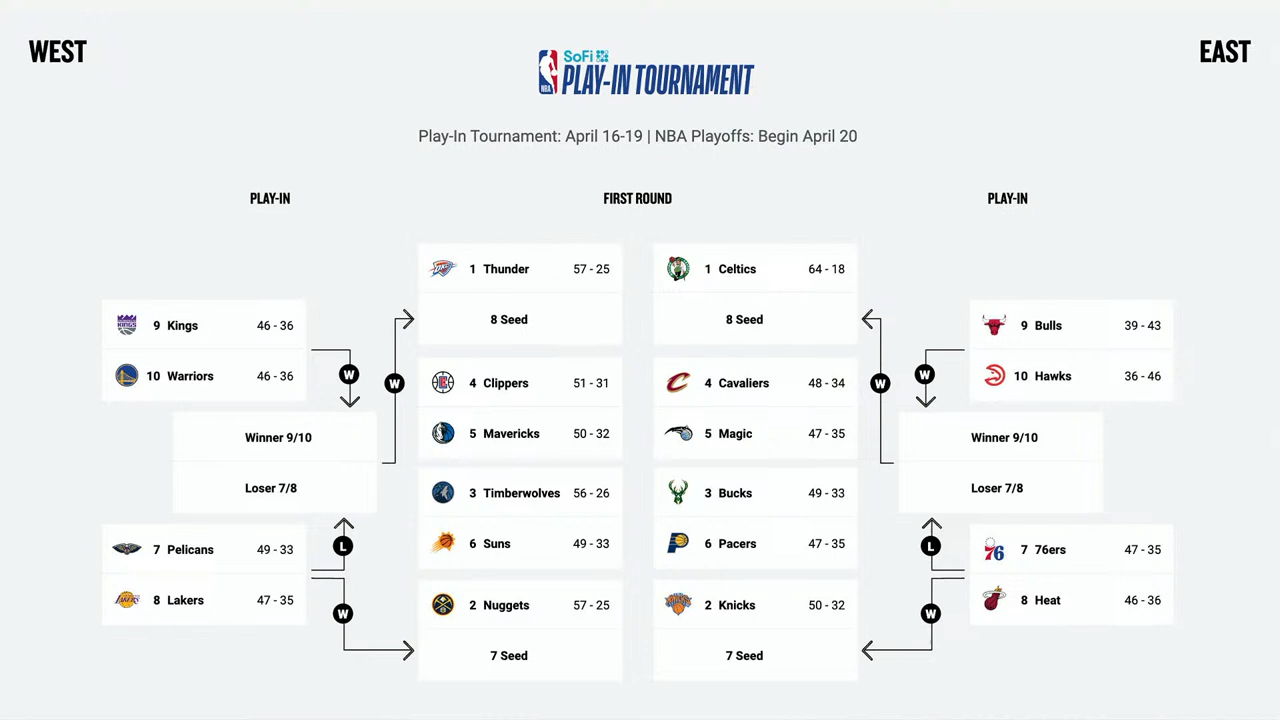 WEST
EAST
SoFi
NBA
PLAY-IN TOURNAMENT
Play-In Tournament: April 16-19 | NBA Playoffs: Begin April 20
PLAY-IN
FIRST ROUND
PLAY-IN
9 Kings 46 - 36
10 Warriors 46 - 36
W
Winner 9/10
Loser 7/8
W
7 Pelicans 49 - 33
8 Lakers 47 - 35
L
W
1 Thunder 57 - 25
8 Seed
4 Clippers 51 - 31
5 Mavericks 50 - 32
3 Timberwolves 56 - 26
6 Suns 49 - 33
2 Nuggets 57 - 25
7 Seed
1 Celtics 64 - 18
8 Seed
4 Cavaliers 48 - 34
5 Magic 47 - 35
3 Bucks 49 - 33
6 Pacers 47 - 35
2 Knicks 50 - 32
7 Seed
9 Bulls 39 - 43
10 Hawks 36 - 46
W
W
Winner 9/10
Loser 7/8
7 76ers 47 - 35
8 Heat 46 - 36
L
W
KINGS
LAKERS
76
KNICKS